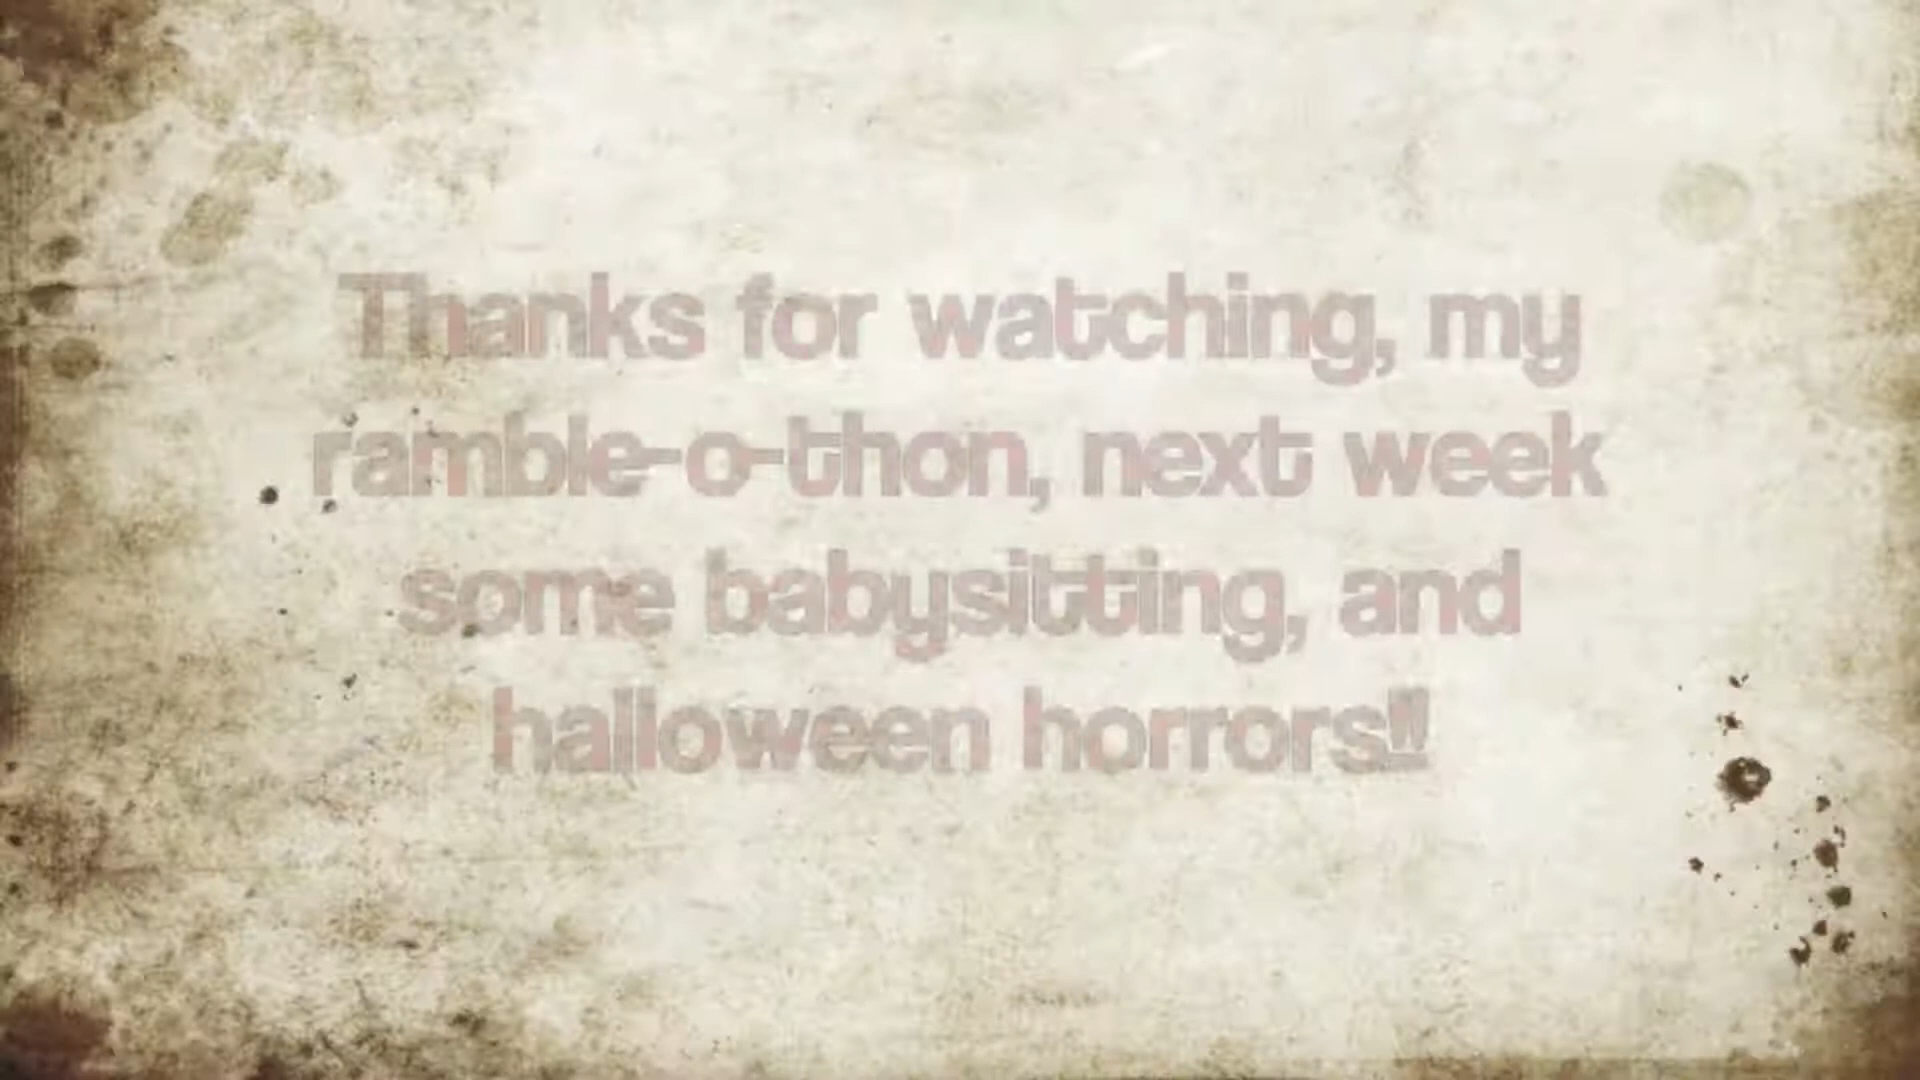 Thanks for watching, my
ramble-o-thon, next week
some babysitting, and
halloween horrors!!